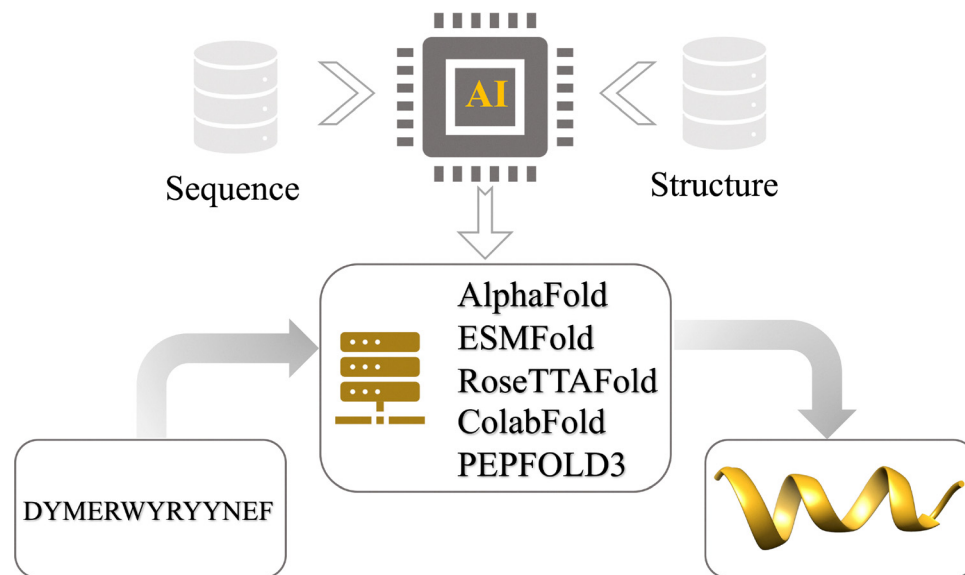 AI
Sequence
Structure
AlphaFold
ESMFold
RoseTTAFold
ColabFold
PEPFOLD3
DYMERWYRYYNEF